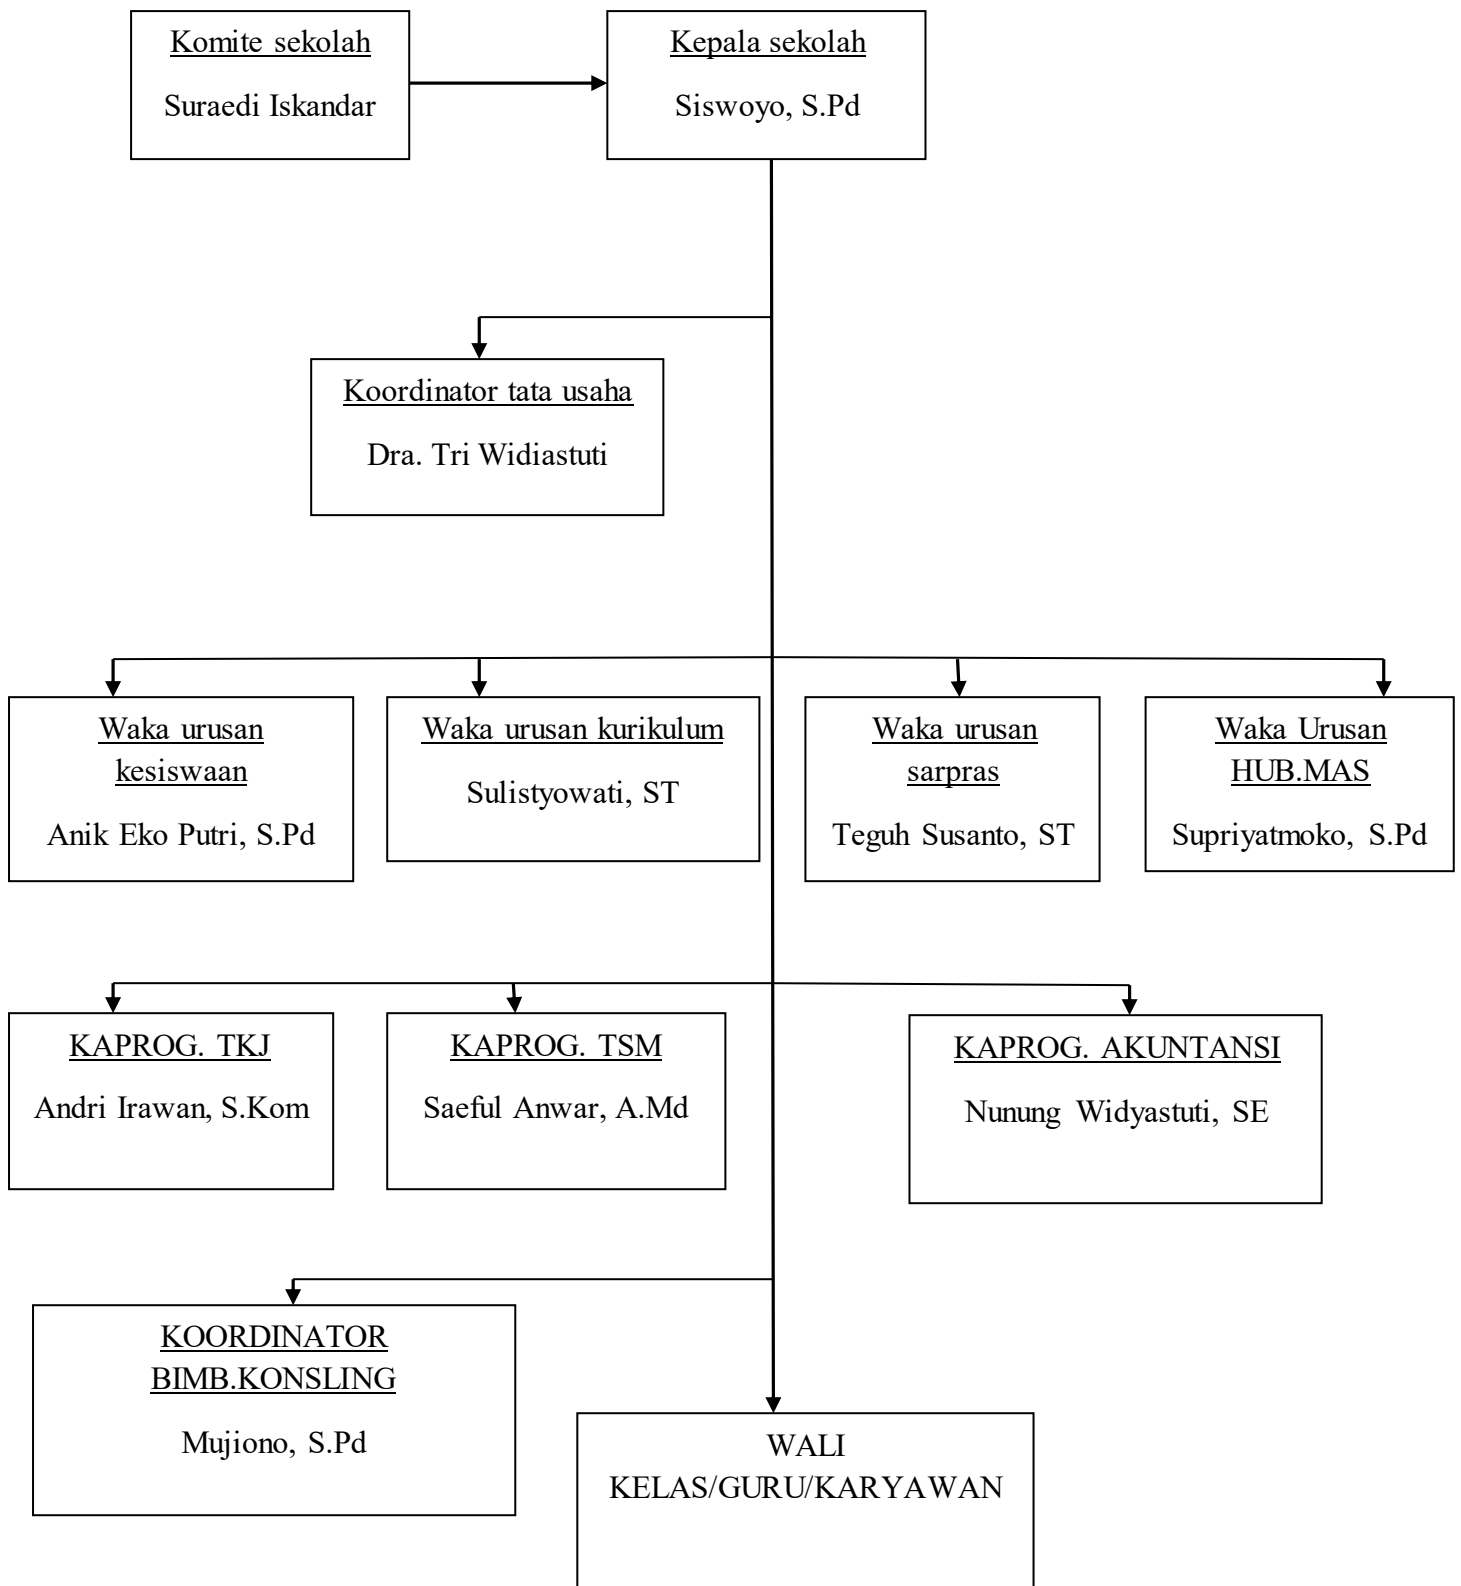 Komite sekolah
Suraedi Iskandar
Kepala sekolah
Siswoyo, S.Pd
Koordinator tata usaha
Dra. Tri Widiastuti
Waka urusan
kesiswaan
Anik Eko Putri, S.Pd
Waka urusan kurikulum
Sulistyowati, ST
Waka urusan
sarpras
Teguh Susanto, ST
Waka Urusan
HUB.MAS
Supriyatmoko, S.Pd
KAPROG. TKJ
Andri Irawan, S.Kom
KAPROG. TSM
Saeful Anwar, A.Md
KAPROG. AKUNTANSI
Nunung Widyastuti, SE
KOORDINATOR
BIMB.KONSLING
Mujiono, S.Pd
WALI
KELAS/GURU/KARYAWAN